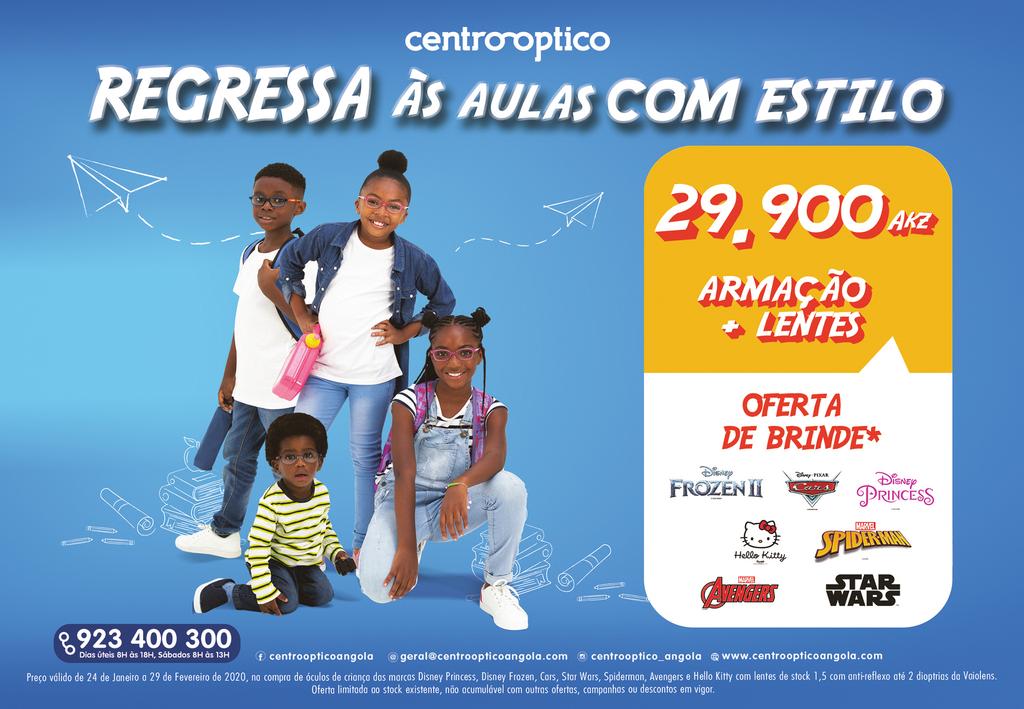 centrooptico
REGRESSA ÀS AULAS COM ESTILO
29.900 AKZ
ARMAÇÃO
+ LENTES
OFERTA
DE BRINDE*
Disney
FROZEN II
Disney·PIXAR
Cars
Disney
PRINCESS
Hello Kitty
MARVEL
SPIDER-MAN
MARVEL
AVENGERS
STAR
WARS
923 400 300
Dias úteis 8H às 18H, Sábados 8H às 13H
centroopticoangola
geral@centroopticoangola.com
centrooptico_angola
www.centroopticoangola.com
Preço válido de 24 de Janeiro a 29 de Fevereiro de 2020, na compra de óculos de criança das marcas Disney Princess, Disney Frozen, Cars, Star Wars, Spiderman, Avengers e Hello Kitty com lentes de stock 1,5 com anti-reflexo até 2 dioptrias da Vaiolens.
Oferta limitada ao stock existente, não acumulável com outras ofertas, campanhas ou descontos em vigor.